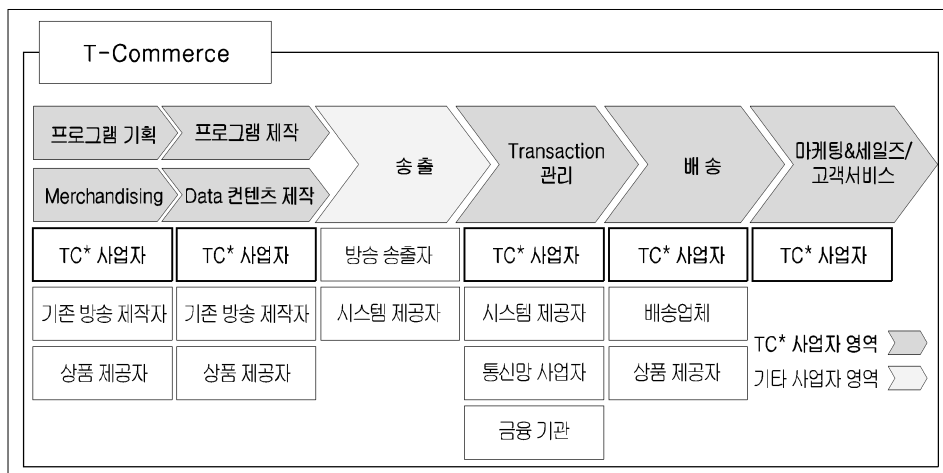 T-Commerce
프로그램 기획
프로그램 제작
송 출
Transaction
관리
배 송
마케팅&세일즈/
고객서비스
Merchandising
Data 컨텐츠 제작
TC* 사업자
TC* 사업자
방송 송출자
TC* 사업자
TC* 사업자
TC* 사업자
기존 방송 제작자
기존 방송 제작자
시스템 제공자
시스템 제공자
배송업체
TC* 사업자 영역
상품 제공자
상품 제공자
통신망 사업자
상품 제공자
기타 사업자 영역
금융 기관